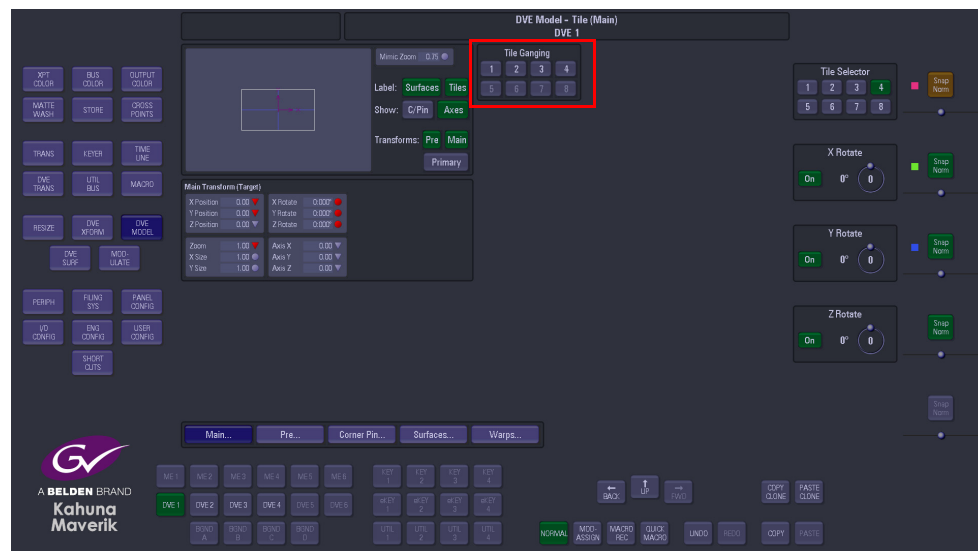 DVE Model - Tile (Main)
DVE 1
Mimic Zoom 0.75
Tile Ganging
1 2 3 4
5 6 7 8
Label: Surfaces Tiles
Show: C/Pin Axes
Transforms: Pre Main
Primary
Main Transform (Target)
X Position 0.00 X Rotate 0.000°
Y Position 0.00 Y Rotate 0.000°
Z Position 0.00 Z Rotate 0.000°
Zoom 1.00 Axis X 0.00
X Size 1.00 Axis Y 0.00
Y Size 1.00 Axis Z 0.00
XPT COLOR
BUS COLOR
OUTPUT COLOR
MATTE WASH
STORE
CROSS POINTS
TRANS
KEYER
TIME LINE
DVE TRANS
UTIL BUS
MACRO
RESIZE
DVE XFORM
DVE MODEL
DVE SURF
MOD-ULATE
PERIPH
FILING SYS
PANEL CONFIG
I/O CONFIG
ENG CONFIG
USER CONFIG
SHORT CUTS
Tile Selector
1 2 3 4
5 6 7 8
Snap Norm
X Rotate
On 0° 0
Snap Norm
Y Rotate
On 0° 0
Snap Norm
Z Rotate
On 0° 0
Snap Norm
Snap Norm
Main... Pre... Corner Pin... Surfaces... Warps...
GV
A BELDEN BRAND
Kahuna
Maverik
ME 1 ME 2 ME 3 ME 4 ME 5 ME 6
KEY 1 KEY 2 KEY 3 KEY 4
DVE 1 DVE 2 DVE 3 DVE 4 DVE 5 DVE 6
eKEY 1 eKEY 2 eKEY 3 eKEY 4
BGND A BGND B BGND C BGND D
UTIL 1 UTIL 2 UTIL 3 UTIL 4
BACK UP FWD
COPY CLONE PASTE CLONE
NORMAL MOD-ASSIGN MACRO REC QUICK MACRO UNDO REDO COPY PASTE